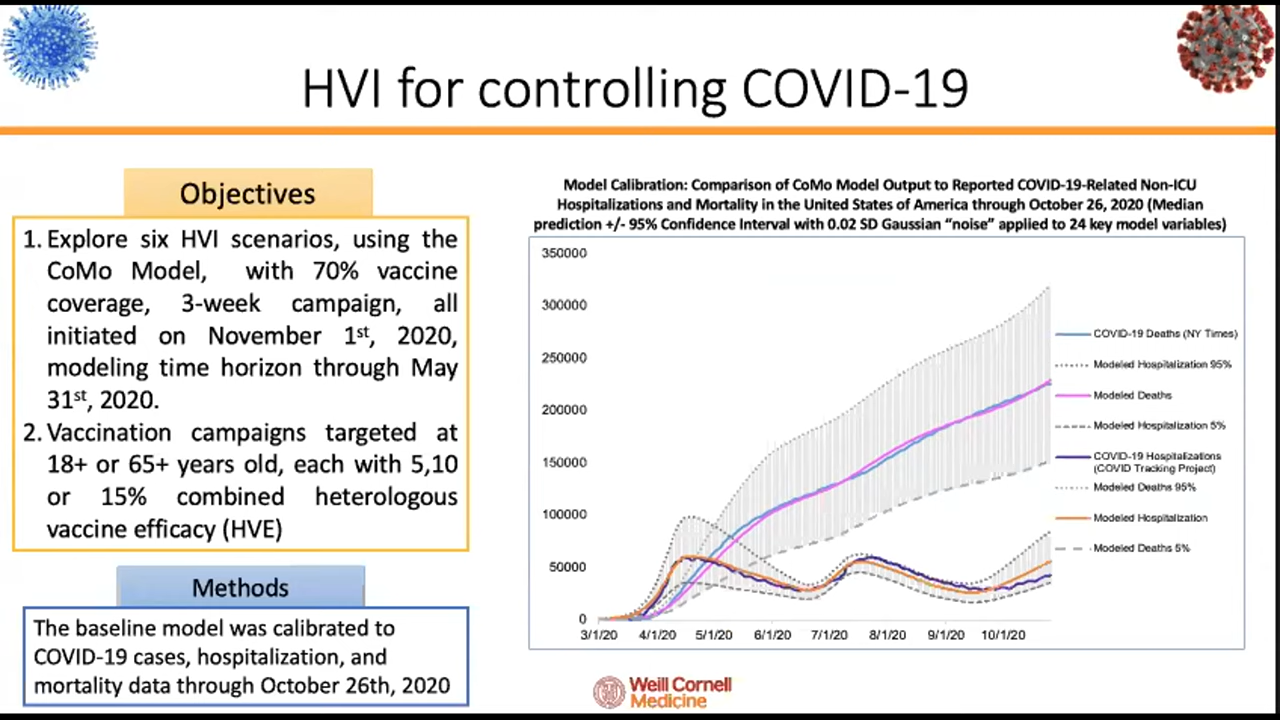 HVI for controlling COVID-19
Objectives
1. Explore six HVI scenarios, using the
CoMo Model, with 70% vaccine
coverage, 3-week campaign, all
initiated on November 1st, 2020,
modeling time horizon through May
31st, 2020.
2. Vaccination campaigns targeted at
18+ or 65+ years old, each with 5,10
or 15% combined heterologous
vaccine efficacy (HVE)
Methods
The baseline model was calibrated to
COVID-19 cases, hospitalization, and
mortality data through October 26th, 2020
Model Calibration: Comparison of CoMo Model Output to Reported COVID-19-Related Non-ICU
Hospitalizations and Mortality in the United States of America through October 26, 2020 (Median
prediction +/- 95% Confidence Interval with 0.02 SD Gaussian “noise” applied to 24 key model variables)
350000
300000
250000
200000
150000
100000
50000
0
3/1/20 4/1/20 5/1/20 6/1/20 7/1/20 8/1/20 9/1/20 10/1/20
COVID-19 Deaths (NY Times)
Modeled Hospitalization 95%
Modeled Deaths
Modeled Hospitalization 5%
COVID-19 Hospitalizations
(COVID Tracking Project)
Modeled Deaths 95%
Modeled Hospitalization
Modeled Deaths 5%
Weill Cornell
Medicine